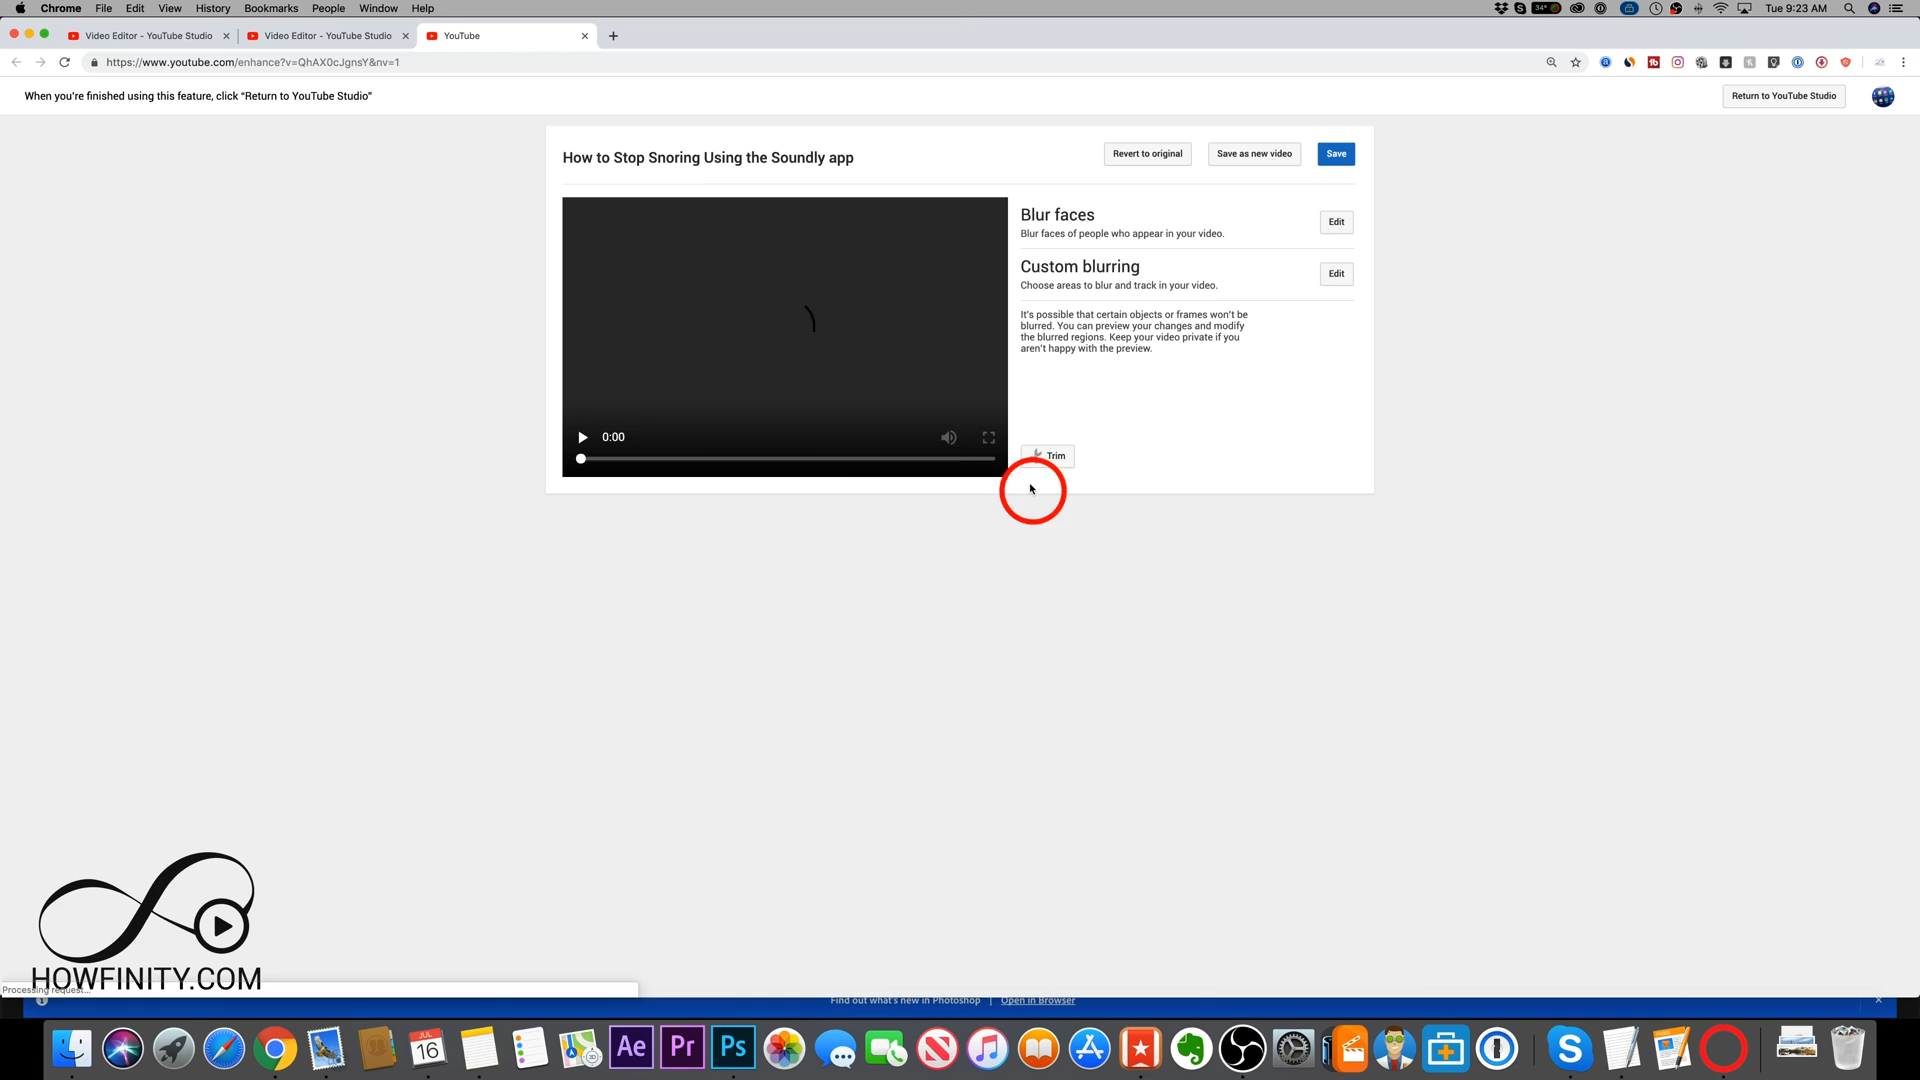 Chrome File Edit View History Bookmarks People Window Help
34° Tue 9:23 AM
Video Editor - YouTube Studio
Video Editor - YouTube Studio
YouTube
https://www.youtube.com/enhance?v=QhAX0cJgnsY&nv=1
When you're finished using this feature, click "Return to YouTube Studio"
Return to YouTube Studio
How to Stop Snoring Using the Soundly app
Revert to original
Save as new video
Save
Blur faces
Edit
Blur faces of people who appear in your video.
Custom blurring
Edit
Choose areas to blur and track in your video.
It's possible that certain objects or frames won't be
blurred. You can preview your changes and modify
the blurred regions. Keep your video private if you
aren't happy with the preview.
0:00
Trim
HOWFINITY.COM
Processing request...
Find out what's new in Photoshop | Open in Browser
JUL
16
3D
Ae
Pr
Ps
S